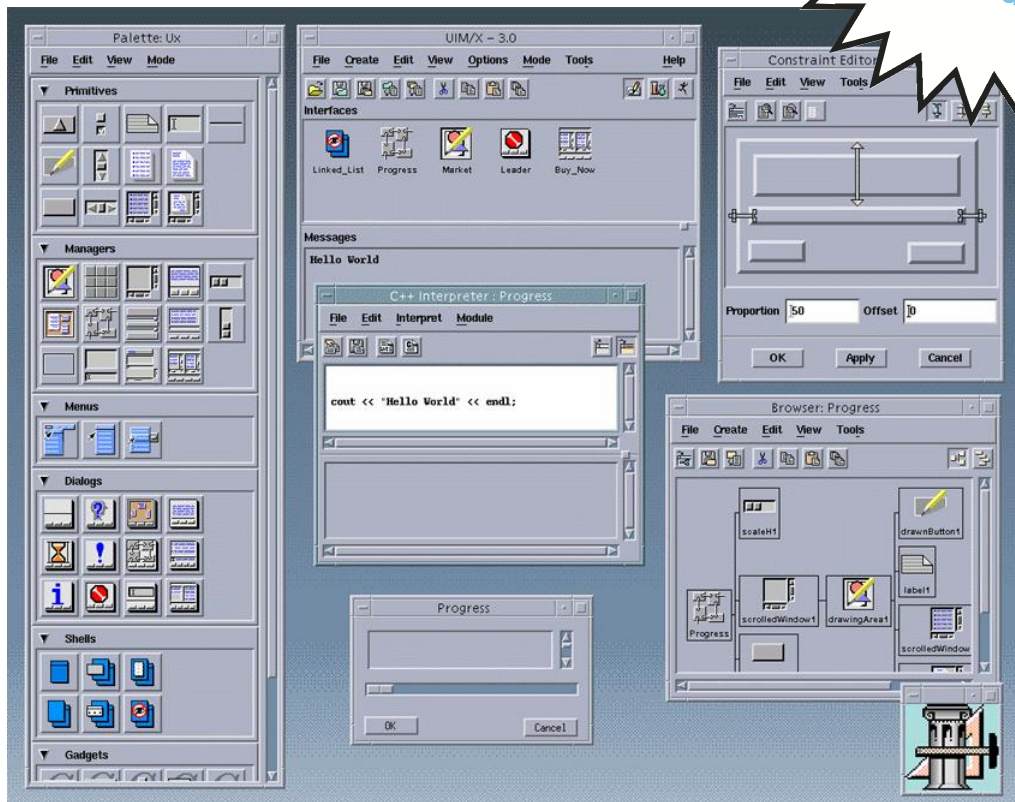 Palette: Ux
File Edit View Mode
Primitives
Managers
Menus
Dialogs
Shells
Gadgets
UIM/X – 3.0
File Create Edit View Options Mode Tools Help
Interfaces
Linked_List Progress Market Leader Buy_Now
Messages
Hello World
C++ Interpreter : Progress
File Edit Interpret Module
cout << "Hello World" << endl;
Progress
OK Cancel
Constraint Editor
File Edit View Tools
Proportion 50 Offset 0
OK Apply Cancel
Browser: Progress
File Create Edit View Tools
scaleH1 drawnButton1
label1
Progress scrolledWindow1 drawingArea1
scrolledWindow